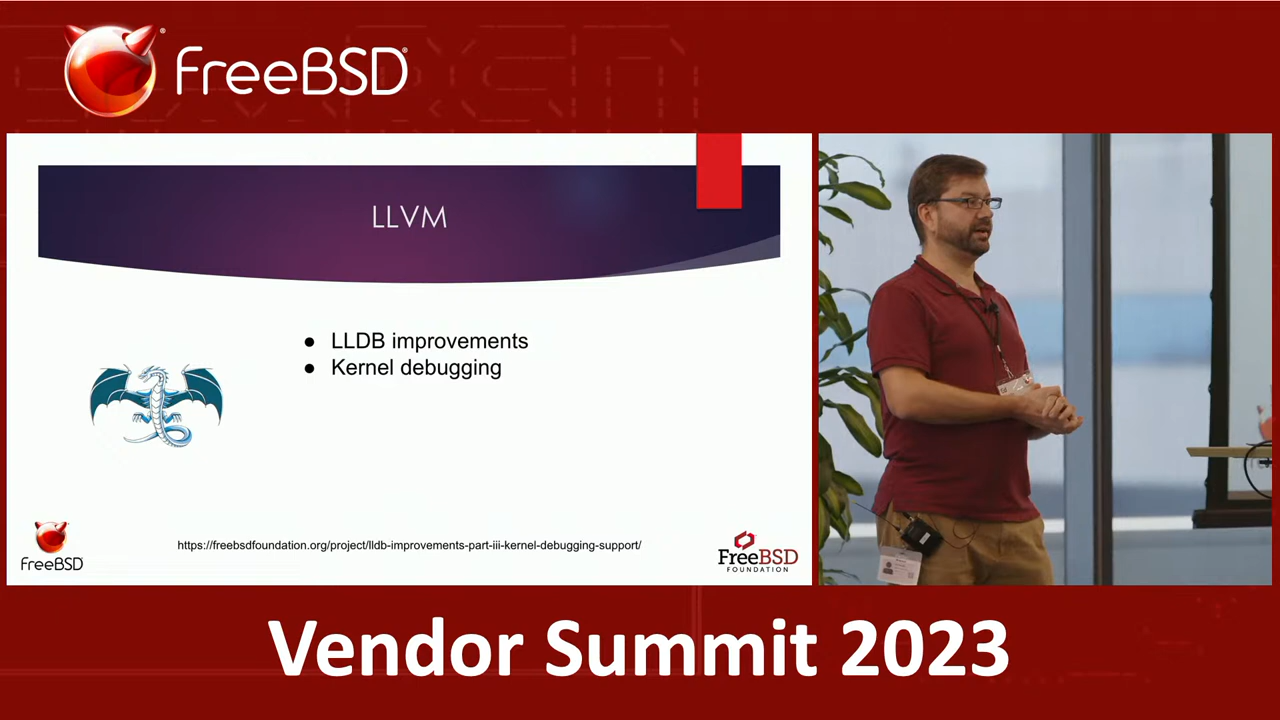 FreeBSD®
LLVM
● LLDB improvements
● Kernel debugging
https://freebsdfoundation.org/project/lldb-improvements-part-iii-kernel-debugging-support/
FreeBSD
FreeBSD
FOUNDATION
Vendor Summit 2023